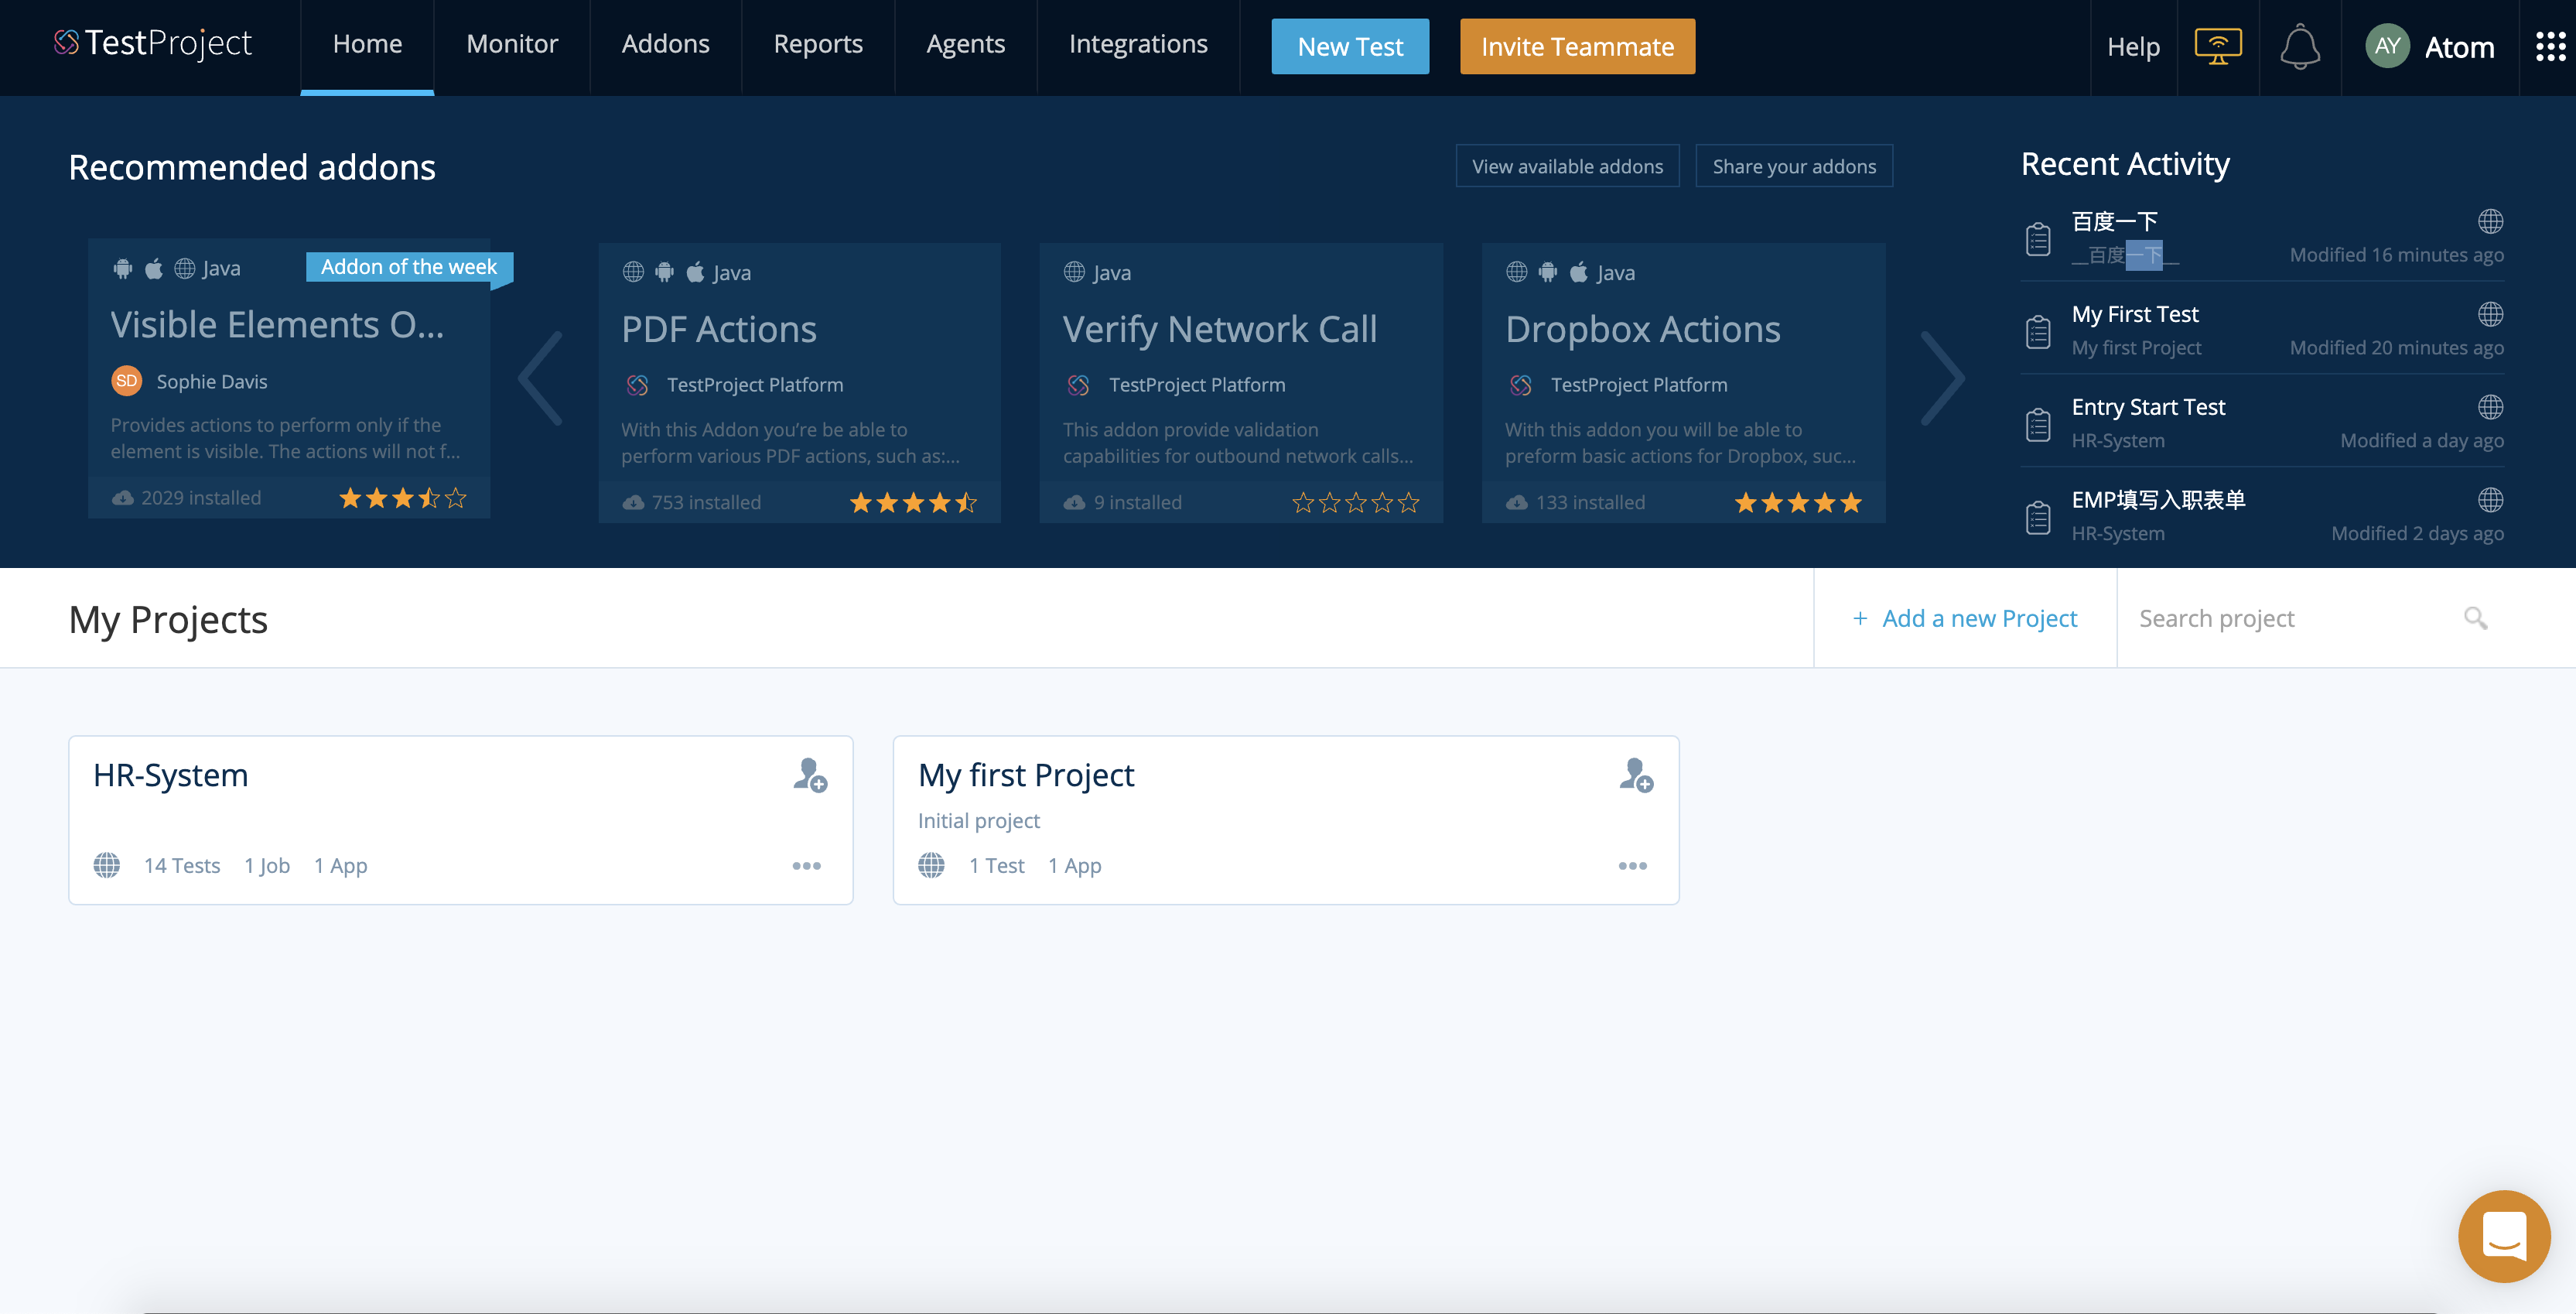 TestProject
Home
Monitor
Addons
Reports
Agents
Integrations
New Test
Invite Teammate
Help
AY
Atom
Recommended addons
View available addons
Share your addons
Java
Addon of the week
Visible Elements O...
SD
Sophie Davis
Provides actions to perform only if the
element is visible. The actions will not f...
2029 installed
Java
PDF Actions
TestProject Platform
With this Addon you're be able to
perform various PDF actions, such as:...
753 installed
Java
Verify Network Call
TestProject Platform
This addon provide validation
capabilities for outbound network calls...
9 installed
Java
Dropbox Actions
TestProject Platform
With this addon you will be able to
preform basic actions for Dropbox, suc...
133 installed
Recent Activity
百度一下
__百度一下__
Modified 16 minutes ago
My First Test
My first Project
Modified 20 minutes ago
Entry Start Test
HR-System
Modified a day ago
EMP填写入职表单
HR-System
Modified 2 days ago
My Projects
+ Add a new Project
Search project
HR-System
14 Tests 1 Job 1 App
My first Project
Initial project
1 Test 1 App